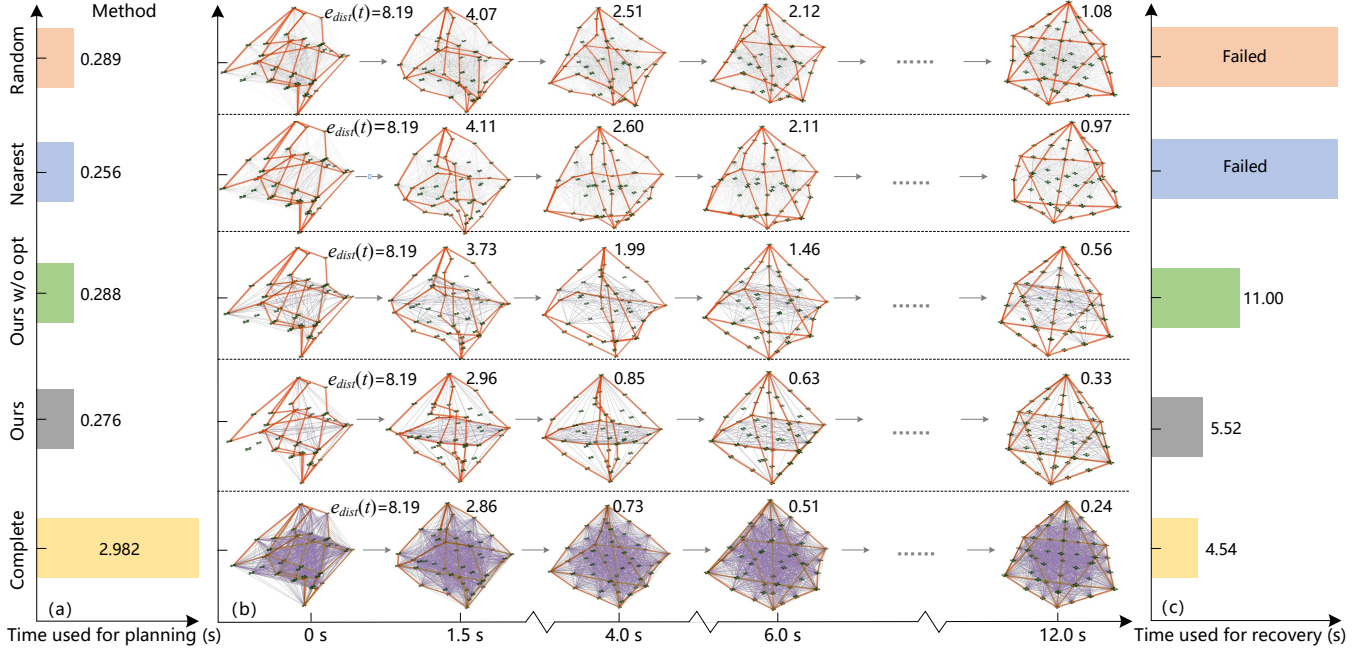 Method
Random
0.289
Nearest
0.256
Ours w/o opt
0.288
Ours
0.276
Complete
2.982
(a)
Time used for planning (s)
e_dist(t)=8.19
4.07
2.51
2.12
......
1.08
e_dist(t)=8.19
4.11
2.60
2.11
......
0.97
e_dist(t)=8.19
3.73
1.99
1.46
......
0.56
e_dist(t)=8.19
2.96
0.85
0.63
......
0.33
e_dist(t)=8.19
2.86
0.73
0.51
......
0.24
(b)
0 s
1.5 s
4.0 s
6.0 s
12.0 s
Failed
Failed
11.00
5.52
4.54
(c)
Time used for recovery (s)